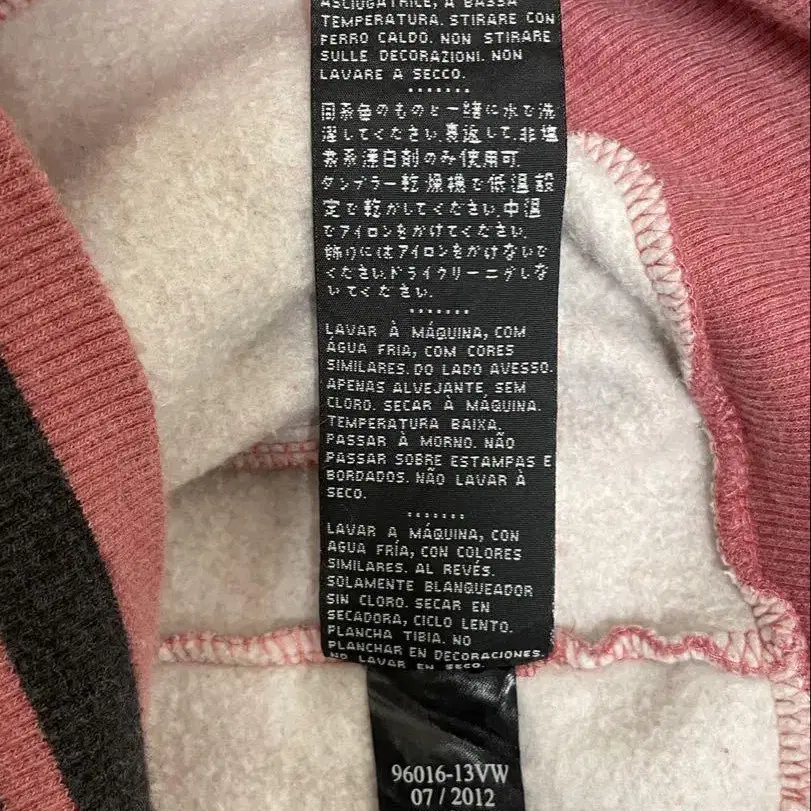 ASCIUGATRICE, A BASSA
TEMPERATURA. STIRARE CON
FERRO CALDO. NON STIRARE
SULLE DECORAZIONI. NON
LAVARE A SECCO.
同系色のものと一緒に水で洗
濯してください.裏返して.非塩
素系漂白剤のみ使用可.
タンブラー乾燥機で低温設
定で乾かしてください.中温
でアイロンをかけてください.
飾りにはアイロンをかけないで
ください.ドライクリーニングしな
いでください.
LAVAR À MÁQUINA, COM
ÁGUA FRIA, COM CORES
SIMILARES. DO LADO AVESSO.
APENAS ALVEJANTE SEM
CLORO. SECAR À MÁQUINA.
TEMPERATURA BAIXA.
PASSAR À MORNO. NÃO
PASSAR SOBRE ESTAMPAS E
BORDADOS. NÃO LAVAR À
SECO.
LAVAR A MÁQUINA, CON
AGUA FRÍA, CON COLORES
SIMILARES. AL REVÉS.
SOLAMENTE BLANQUEADOR
SIN CLORO. SECAR EN
SECADORA, CICLO LENTO.
PLANCHA TIBIA. NO
PLANCHAR EN DECORACIONES.
NO LAVAR EN SECO.
96016-13VW
07 / 2012